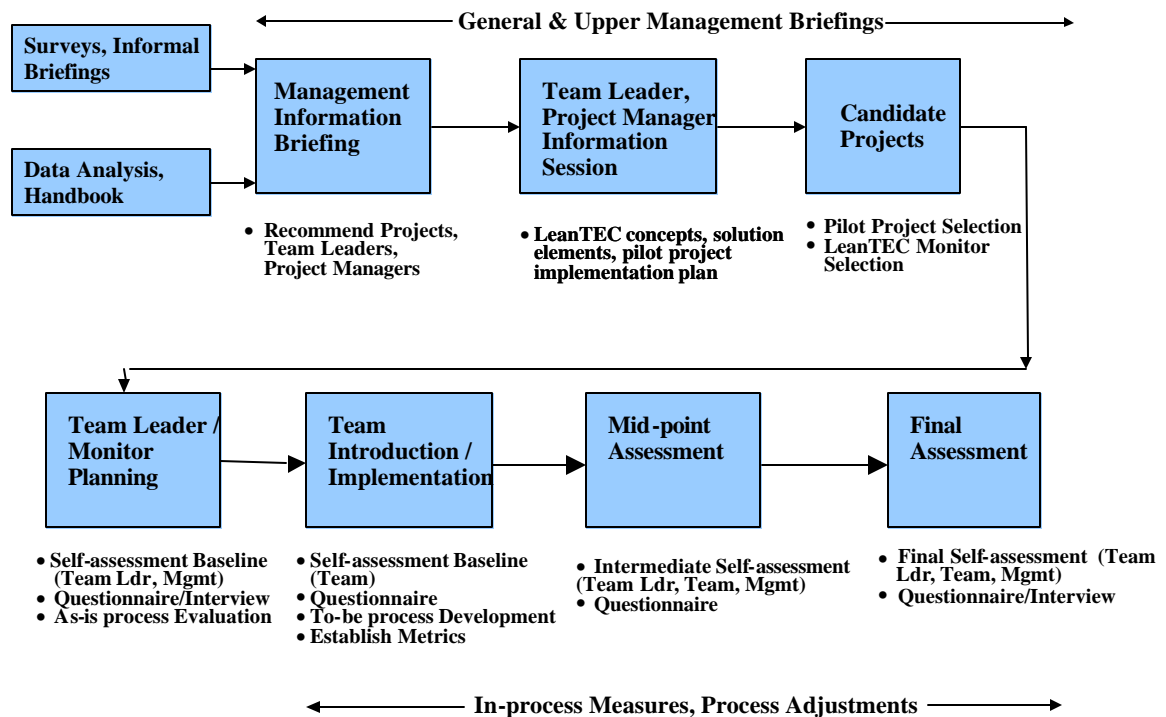 General & Upper Management Briefings
Surveys, Informal
Briefings
Data Analysis,
Handbook
Management
Information
Briefing
Team Leader,
Project Manager
Information
Session
Candidate
Projects
• Recommend Projects,
Team Leaders,
Project Managers
• LeanTEC concepts, solution
elements, pilot project
implementation plan
• Pilot Project Selection
• LeanTEC Monitor
Selection
Team Leader /
Monitor
Planning
Team
Introduction /
Implementation
Mid-point
Assessment
Final
Assessment
• Self-assessment Baseline
(Team Ldr, Mgmt)
• Questionnaire/Interview
• As-is process Evaluation
• Self-assessment Baseline
(Team)
• Questionnaire
• To-be process Development
• Establish Metrics
• Intermediate Self-assessment
(Team Ldr, Team, Mgmt)
• Questionnaire
• Final Self-assessment (Team
Ldr, Team, Mgmt)
• Questionnaire/Interview
In-process Measures, Process Adjustments